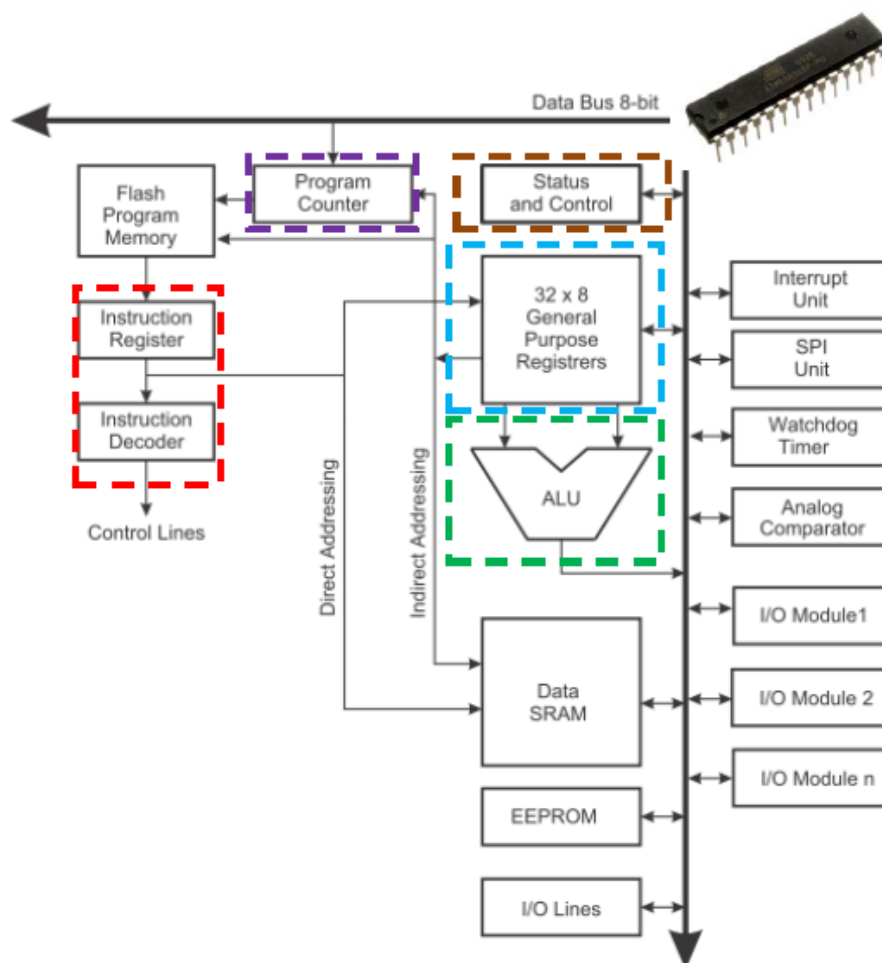 Data Bus 8-bit
Flash
Program
Memory
Program
Counter
Status
and Control
Instruction
Register
32 x 8
General
Purpose
Registrers
Interrupt
Unit
SPI
Unit
Instruction
Decoder
Watchdog
Timer
ALU
Analog
Comparator
Control Lines
Direct Addressing
Indirect Addressing
I/O Module1
Data
SRAM
I/O Module 2
I/O Module n
EEPROM
I/O Lines